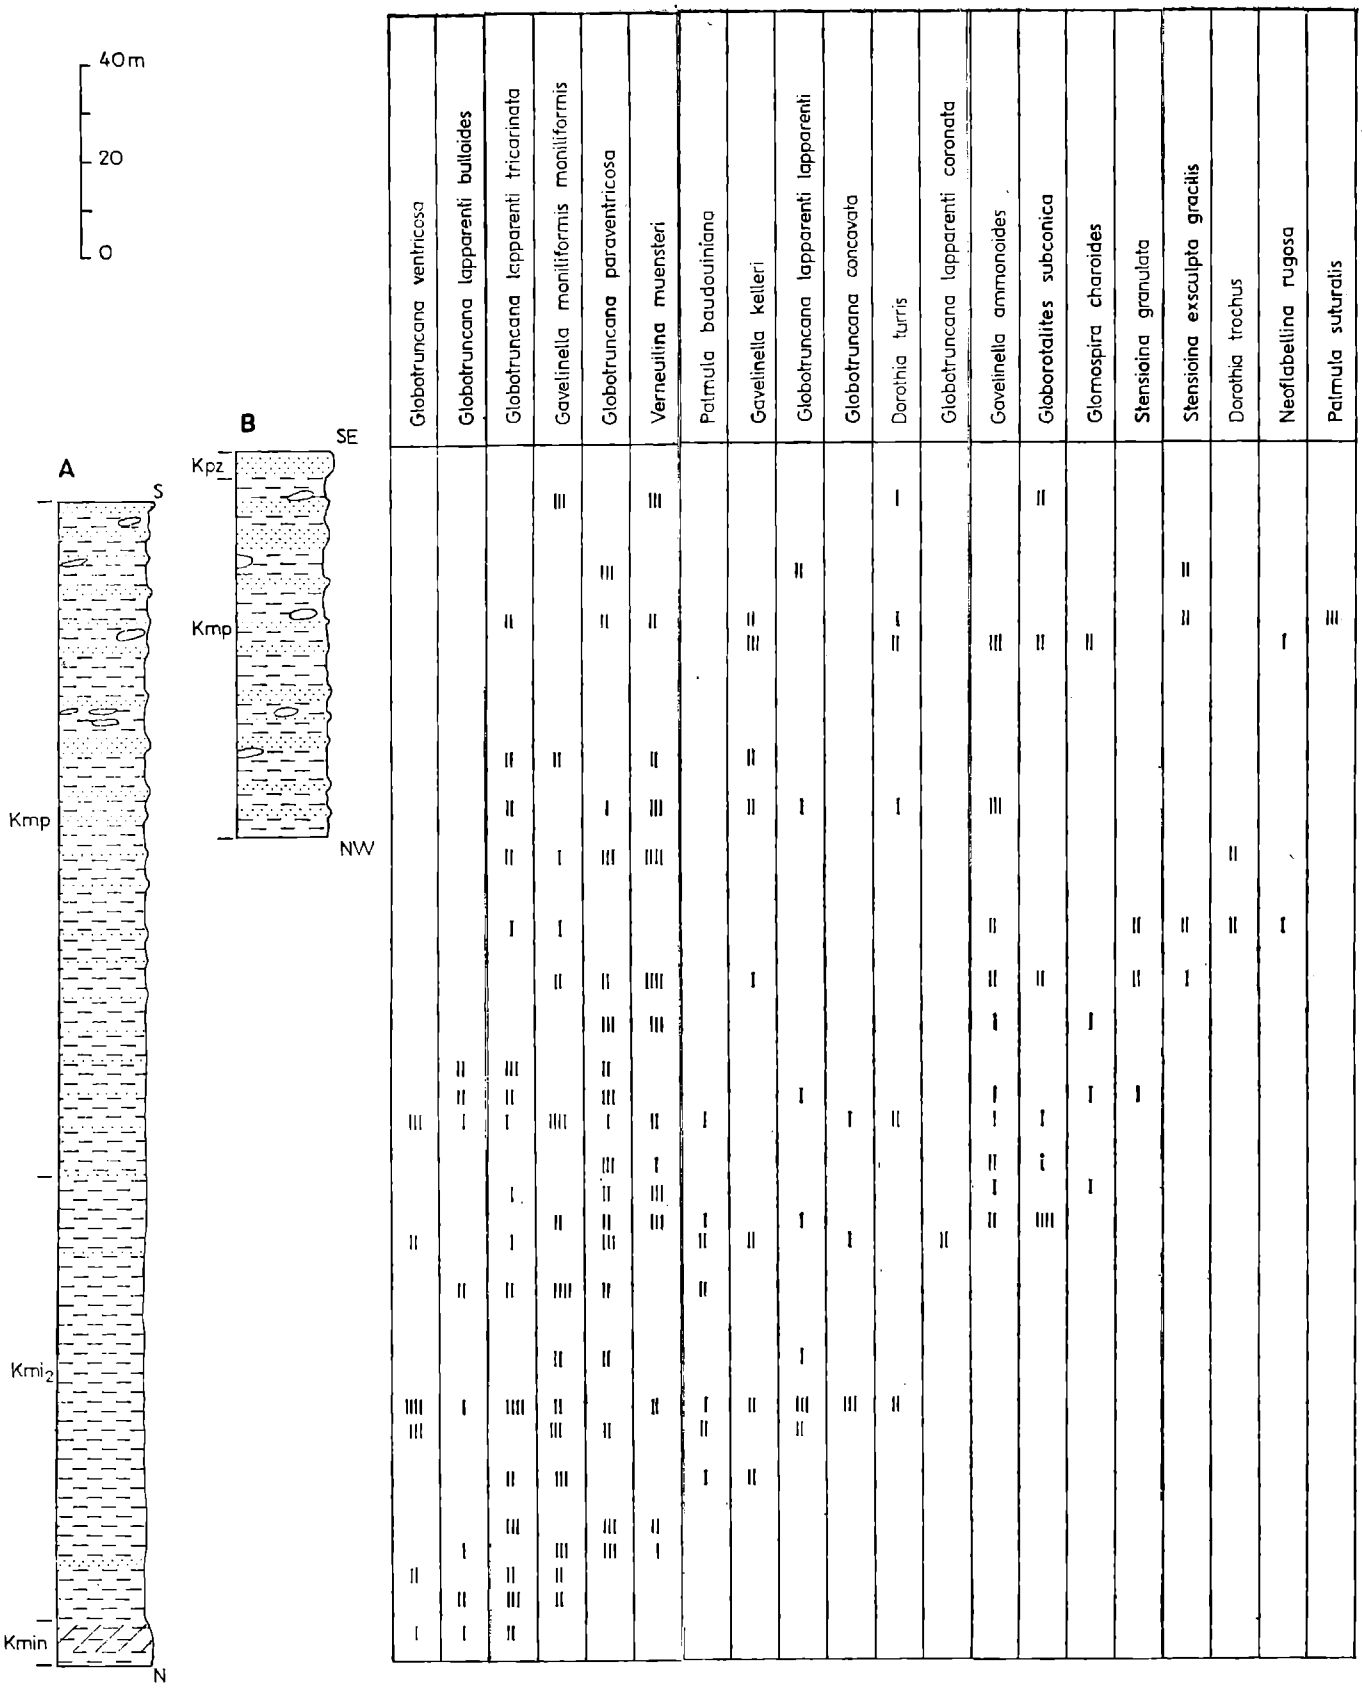 40m
20
0
Globotruncana ventricosa
Globotruncana lapparenti bulloides
Globotruncana lapparenti tricarinata
Gavelinella moniliformis moniliformis
Globotruncana paraventricosa
Verneuilina muensteri
Palmula baudouiniana
Gavelinella kelleri
Globotruncana lapparenti lapparenti
Globotruncana concavata
Dorothia turris
Globotruncana lapparenti coronata
Gavelinella ammonoides
Globorotalites subconica
Glomospira charoides
Stensioina granulata
Stensioina exsculpta gracilis
Dorothia trochus
Neoflabellina rugosa
Palmula suturalis
B
SE
Kpz
Kmp
NW
A
S
Kmp
Kmi2
Kmin
N